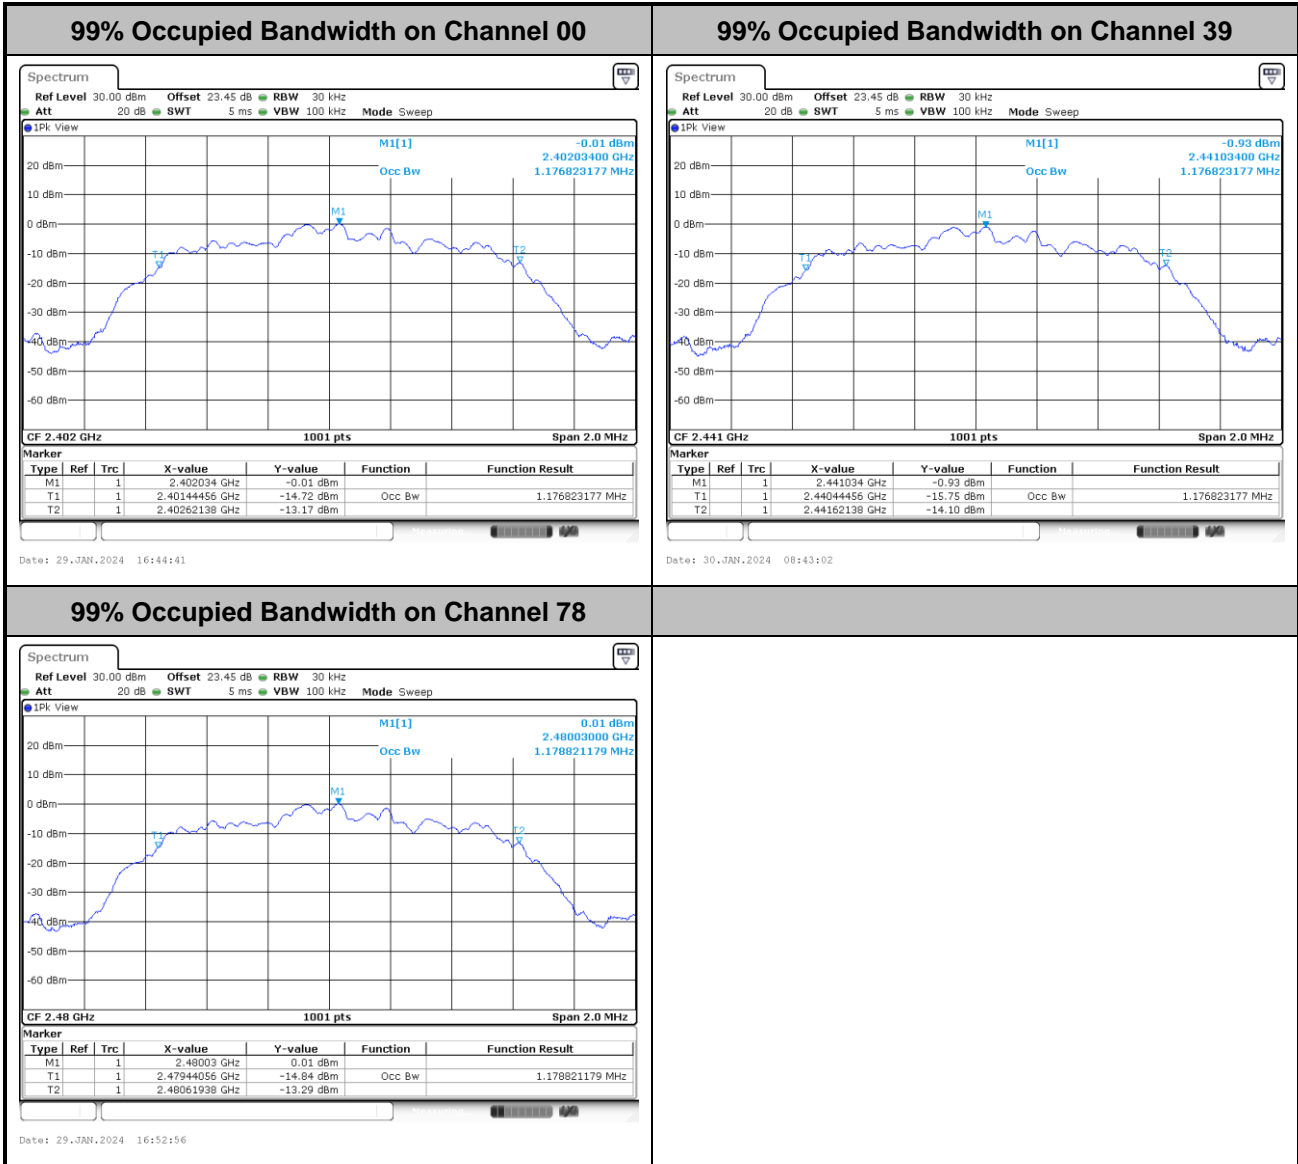 99% Occupied Bandwidth on Channel 00
Spectrum
Ref Level 30.00 dBm Offset 23.45 dB RBW 30 kHz
Att 20 dB SWT 5 ms VBW 100 kHz Mode Sweep
1Pk View
M1[1] -0.01 dBm
2.40203400 GHz
Occ Bw 1.176823177 MHz
20 dBm
10 dBm
M1
0 dBm
T1
T2
-10 dBm
-20 dBm
-30 dBm
-40 dBm
-50 dBm
-60 dBm
CF 2.402 GHz 1001 pts Span 2.0 MHz
Marker
Type Ref Trc X-value Y-value Function Function Result
M1 1 2.402034 GHz -0.01 dBm
T1 1 2.40144456 GHz -14.72 dBm Occ Bw 1.176823177 MHz
T2 1 2.40262138 GHz -13.17 dBm
Date: 29.JAN.2024 16:44:41
99% Occupied Bandwidth on Channel 39
Spectrum
Ref Level 30.00 dBm Offset 23.45 dB RBW 30 kHz
Att 20 dB SWT 5 ms VBW 100 kHz Mode Sweep
1Pk View
M1[1] -0.93 dBm
2.44103400 GHz
Occ Bw 1.176823177 MHz
20 dBm
10 dBm
M1
0 dBm
T1
T2
-10 dBm
-20 dBm
-30 dBm
-40 dBm
-50 dBm
-60 dBm
CF 2.441 GHz 1001 pts Span 2.0 MHz
Marker
Type Ref Trc X-value Y-value Function Function Result
M1 1 2.441034 GHz -0.93 dBm
T1 1 2.44044456 GHz -15.75 dBm Occ Bw 1.176823177 MHz
T2 1 2.44162138 GHz -14.10 dBm
Date: 30.JAN.2024 08:43:02
99% Occupied Bandwidth on Channel 78
Spectrum
Ref Level 30.00 dBm Offset 23.45 dB RBW 30 kHz
Att 20 dB SWT 5 ms VBW 100 kHz Mode Sweep
1Pk View
M1[1] 0.01 dBm
2.48003000 GHz
Occ Bw 1.178821179 MHz
20 dBm
10 dBm
M1
0 dBm
T1
T2
-10 dBm
-20 dBm
-30 dBm
-40 dBm
-50 dBm
-60 dBm
CF 2.48 GHz 1001 pts Span 2.0 MHz
Marker
Type Ref Trc X-value Y-value Function Function Result
M1 1 2.48003 GHz 0.01 dBm
T1 1 2.47944056 GHz -14.84 dBm Occ Bw 1.178821179 MHz
T2 1 2.48061938 GHz -13.29 dBm
Date: 29.JAN.2024 16:52:56